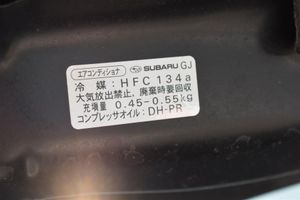 エアコンディショナ SUBARU GJ
冷媒:HFC134a
大気放出禁止、廃棄時要回収
充填量 0.45-0.55kg
コンプレッサオイル:DH-PR